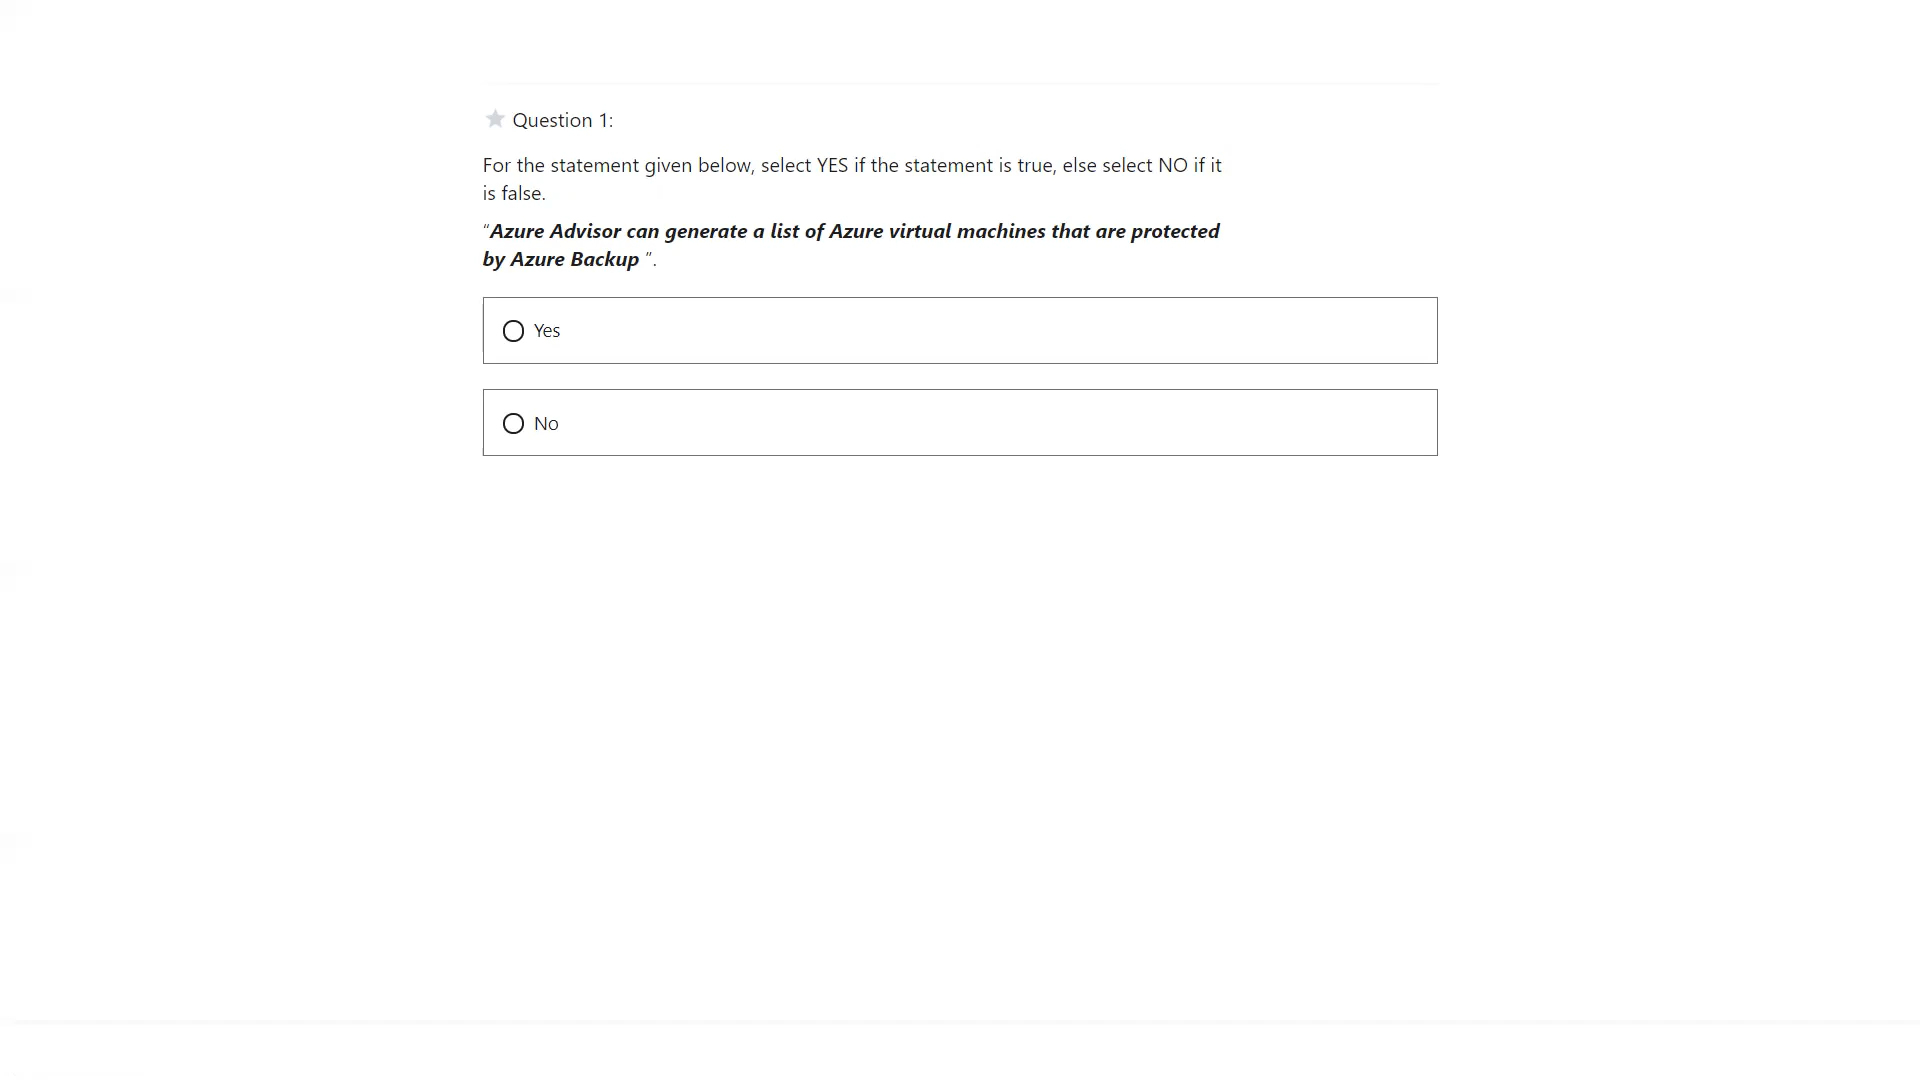 Question 1:
For the statement given below, select YES if the statement is true, else select NO if it
is false.
“Azure Advisor can generate a list of Azure virtual machines that are protected
by Azure Backup ”.
Yes
No